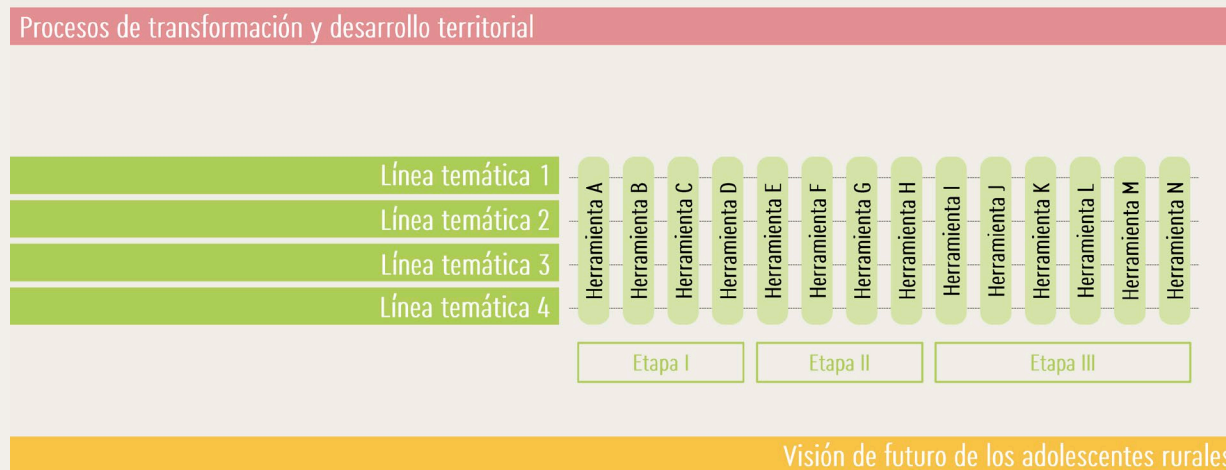 Procesos de transformación y desarrollo territorial
Línea temática 1
Línea temática 2
Línea temática 3
Línea temática 4
Herramienta A
Herramienta B
Herramienta C
Herramienta D
Herramienta E
Herramienta F
Herramienta G
Herramienta H
Herramienta I
Herramienta J
Herramienta K
Herramienta L
Herramienta M
Herramienta N
Etapa I
Etapa II
Etapa III
Visión de futuro de los adolescentes rurales